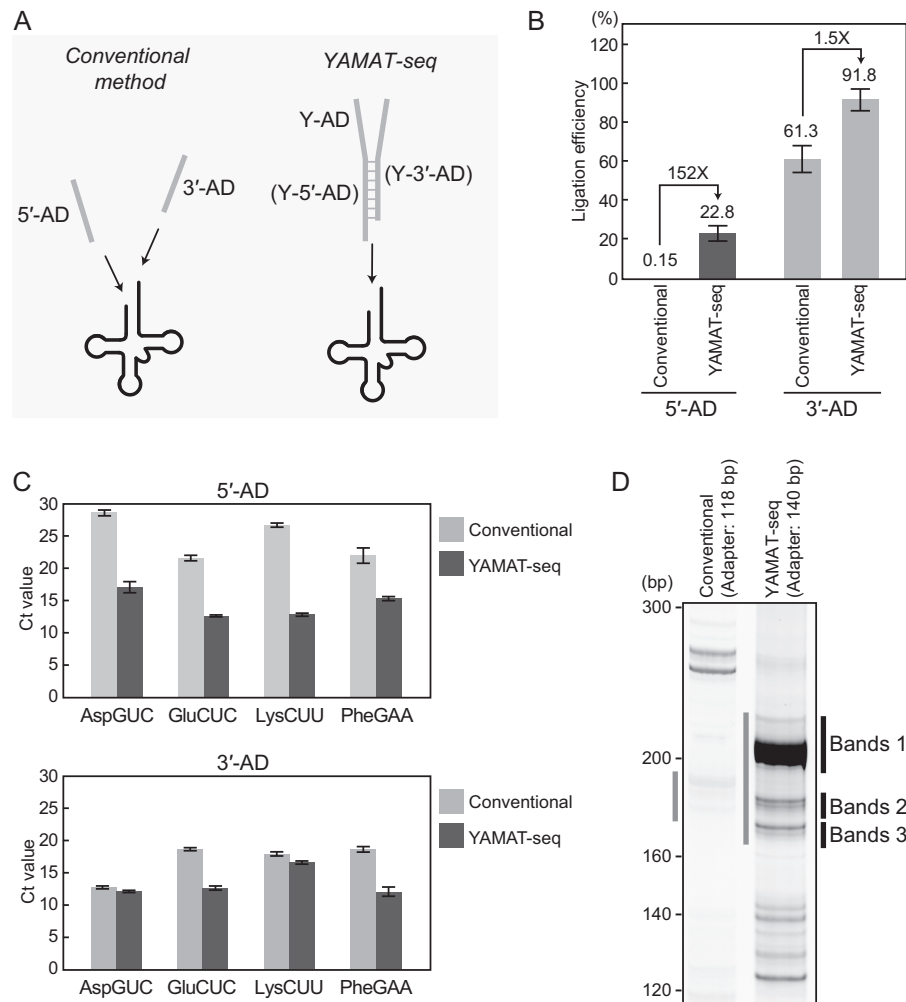 A
Conventional
method
YAMAT-seq
Y-AD
3′-AD
(Y-5′-AD)
(Y-3′-AD)
5′-AD
B
(%)
120
100
80
60
40
20
0
Ligation efficiency
152X
1.5X
0.15
22.8
61.3
91.8
Conventional
YAMAT-seq
Conventional
YAMAT-seq
5′-AD
3′-AD
C
5′-AD
30
25
20
15
10
5
0
Ct value
Conventional
YAMAT-seq
AspGUC GluCUC LysCUU PheGAA
3′-AD
30
25
20
15
10
5
0
Ct value
Conventional
YAMAT-seq
AspGUC GluCUC LysCUU PheGAA
D
Conventional
(Adapter: 118 bp)
YAMAT-seq
(Adapter: 140 bp)
(bp)
300
200
160
140
120
Bands 1
Bands 2
Bands 3